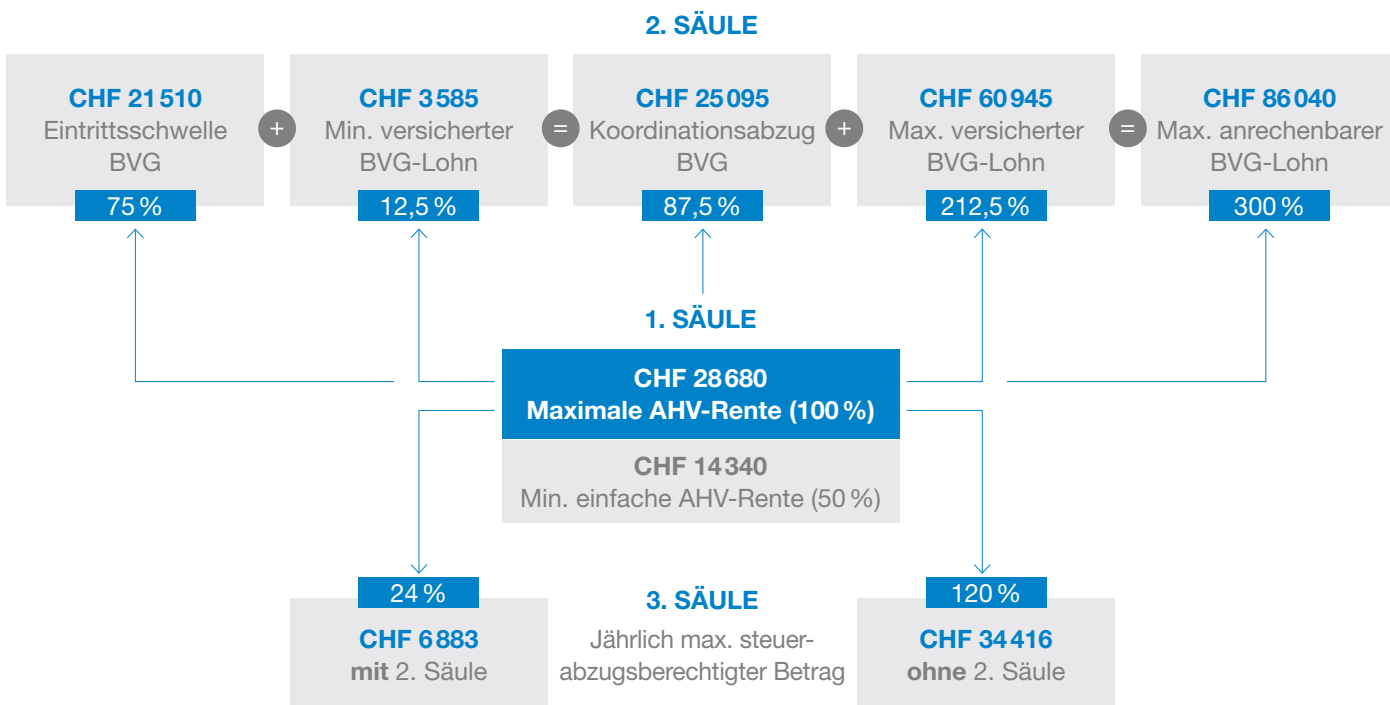 2. SÄULE
CHF 21 510
Eintrittsschwelle
BVG
75 %
+
CHF 3 585
Min. versicherter
BVG-Lohn
12,5 %
=
CHF 25 095
Koordinationsabzug
BVG
87,5 %
+
CHF 60 945
Max. versicherter
BVG-Lohn
212,5 %
=
CHF 86 040
Max. anrechenbarer
BVG-Lohn
300 %
1. SÄULE
CHF 28 680
Maximale AHV-Rente (100 %)
CHF 14 340
Min. einfache AHV-Rente (50 %)
24 %
CHF 6 883
mit 2. Säule
3. SÄULE
Jährlich max. steuer-
abzugsberechtigter Betrag
120 %
CHF 34 416
ohne 2. Säule